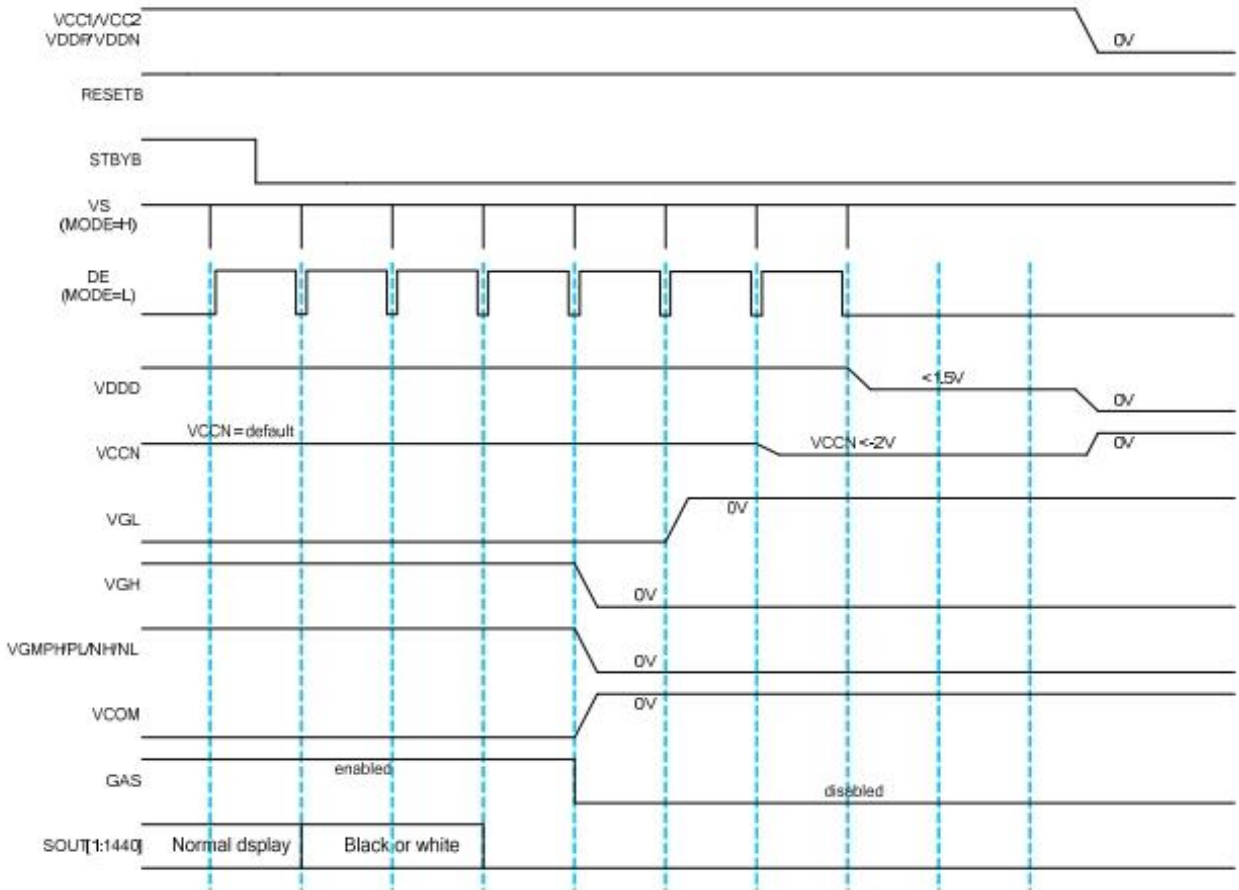 VCC1/VCC2
VDDP/VDDN
0V
RESETB
STBYB
VS
(MODE=H)
DE
(MODE=L)
VDDD
<1.5V
0V
VCCN=default
VCCN
VCCN<-2V
0V
VGL
0V
VGH
0V
VGMPH/PL/NH/NL
0V
VCOM
0V
GAS
enabled
disabled
SOUT[1:1440]
Normal dsplay
Black or white